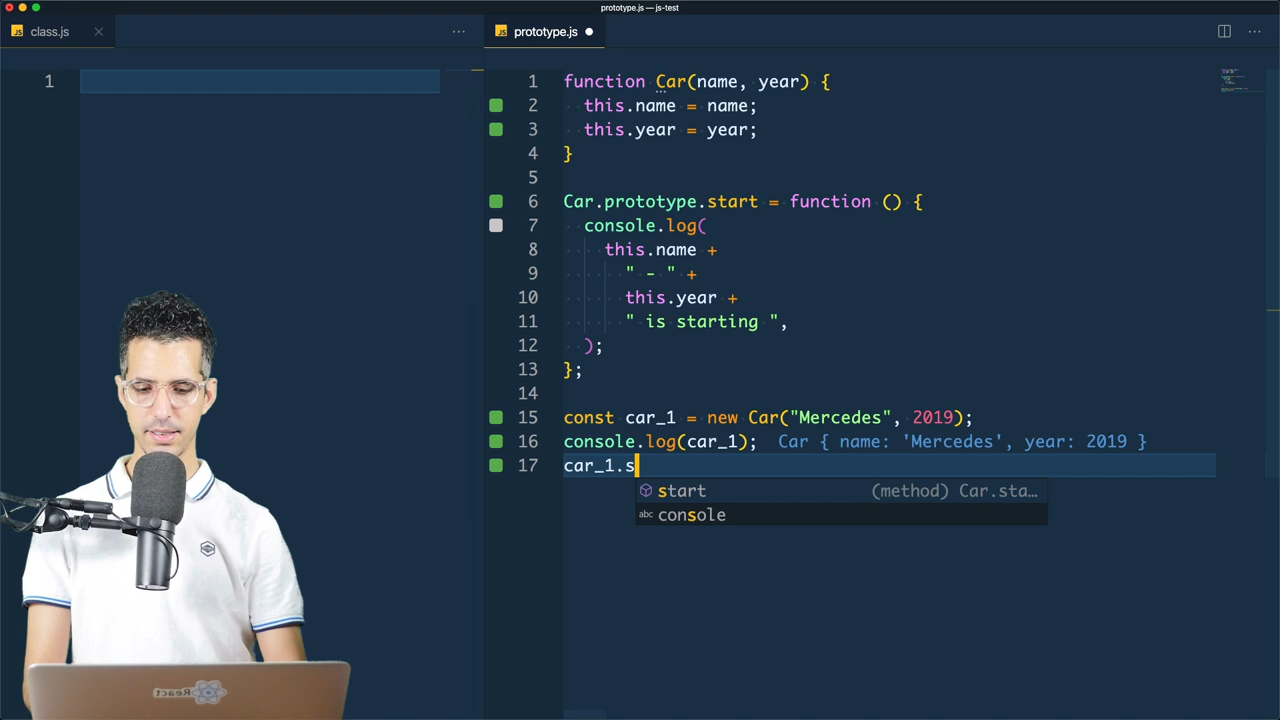 prototype.js — js-test
JS class.js
JS prototype.js
1
1 function Car(name, year) {
2 this.name = name;
3 this.year = year;
4 }
5
6 Car.prototype.start = function () {
7 console.log(
8 this.name +
9 " - " +
10 this.year +
11 " is starting ",
12 );
13 };
14
15 const car_1 = new Car("Mercedes", 2019);
16 console.log(car_1); Car { name: 'Mercedes', year: 2019 }
17 car_1.s
start (method) Car.sta…
abc console
React